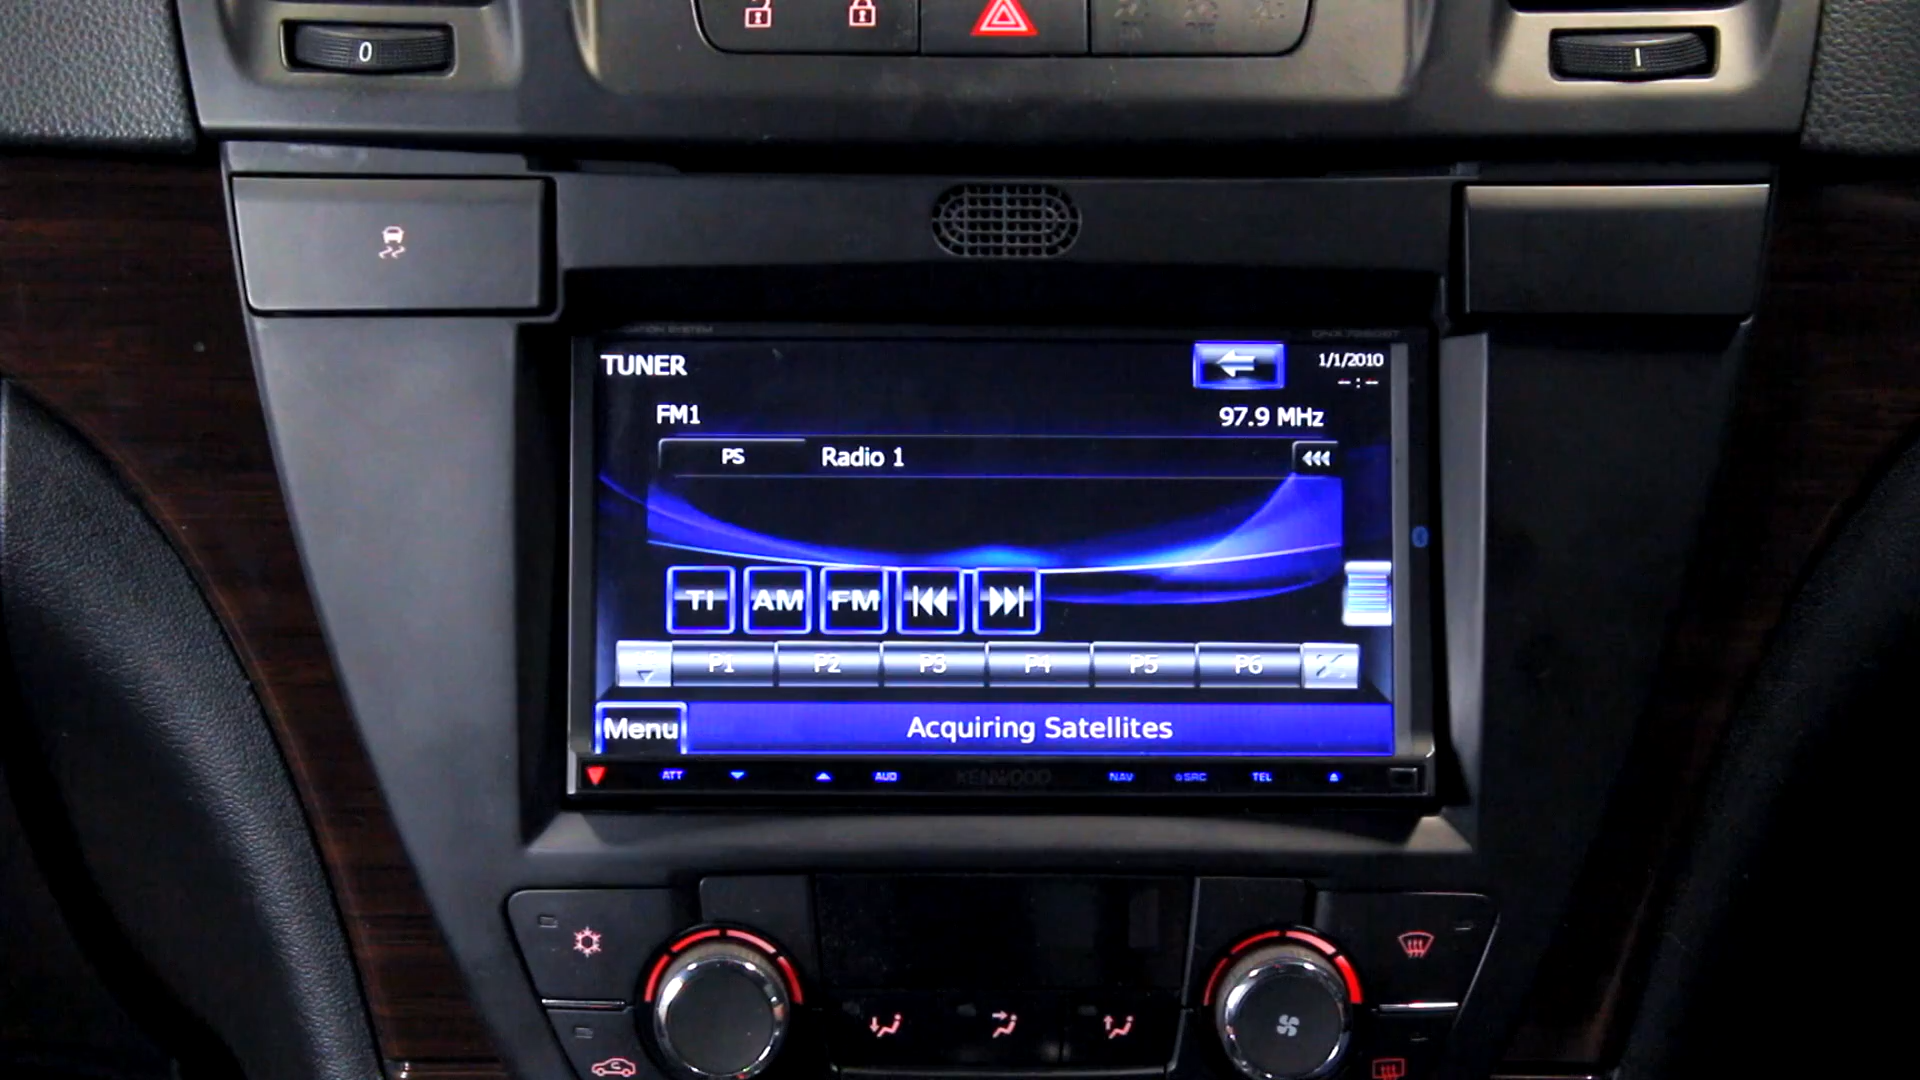 0
TUNER
1/1/2010
-- : --
FM1
97.9 MHz
PS
Radio 1
TI
AM
FM
P1
P2
P3
P4
P5
P6
Menu
Acquiring Satellites
ATT
AUD
KENWOOD
NAV
SRC
TEL